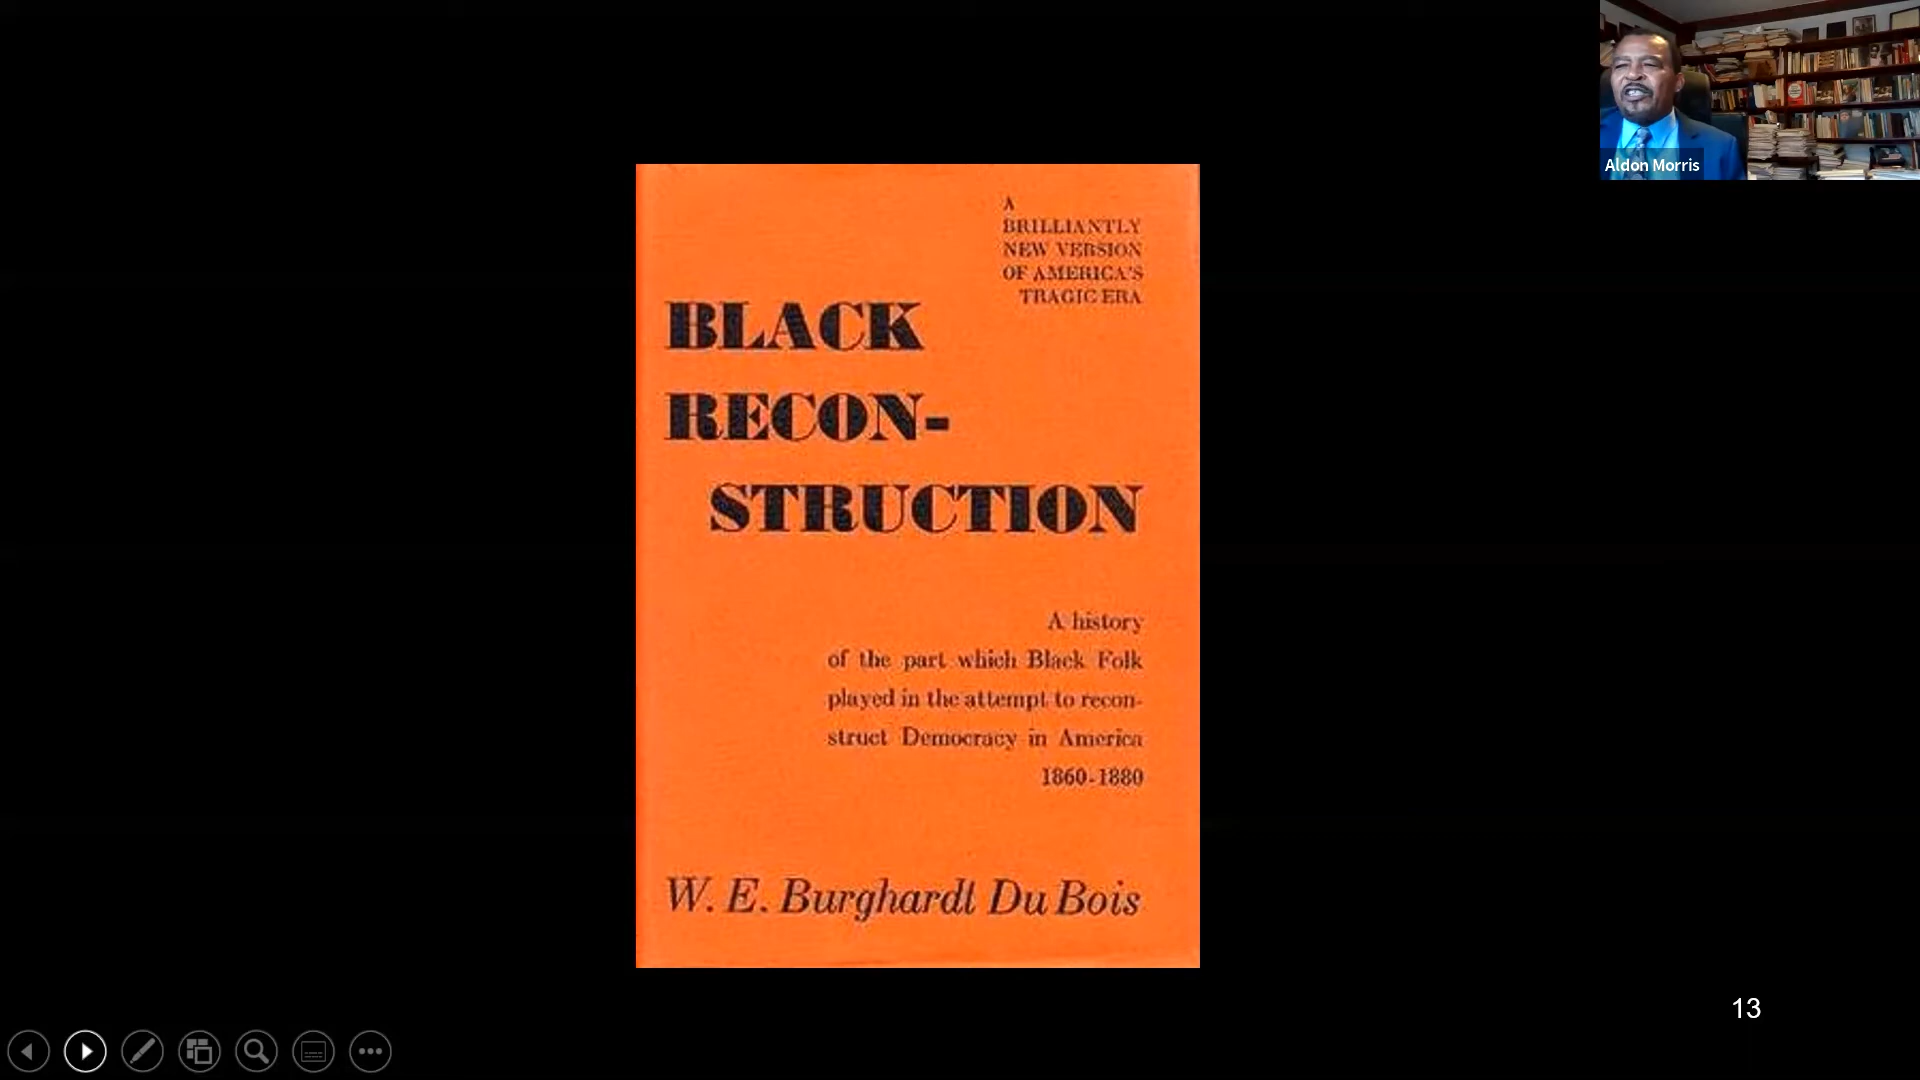 A
BRILLIANTLY
NEW VERSION
OF AMERICA'S
TRAGIC ERA
BLACK
RECON-
STRUCTION
A history
of the part which Black Folk
played in the attempt to recon-
struct Democracy in America
1860-1880
W. E. Burghardt Du Bois
Aldon Morris
13